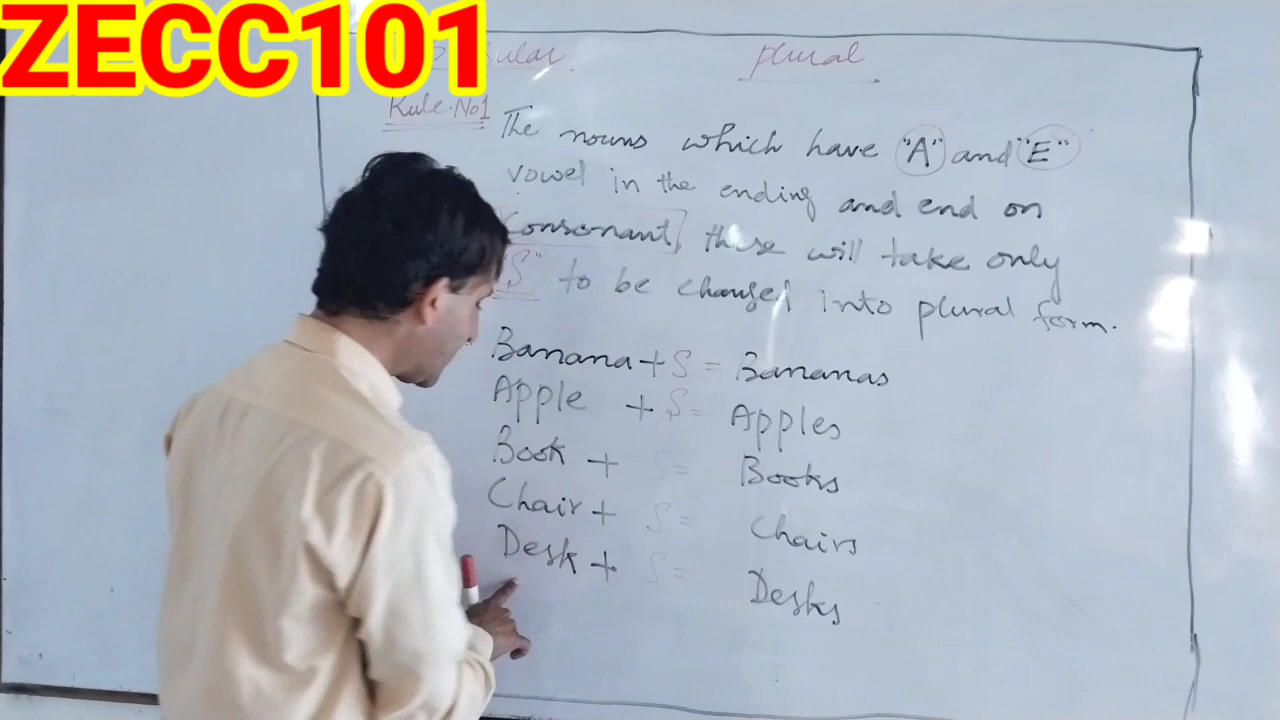 ZECC101
plural
Rule.No1
The nouns which have "A" and "E"
vowel in the ending and end on
Consonant, these will take only
"S" to be changed into plural form.
Banana + S = Bananas
Apple + S = Apples
Book + S = Books
Chair + S = Chairs
Desk + S = Desks